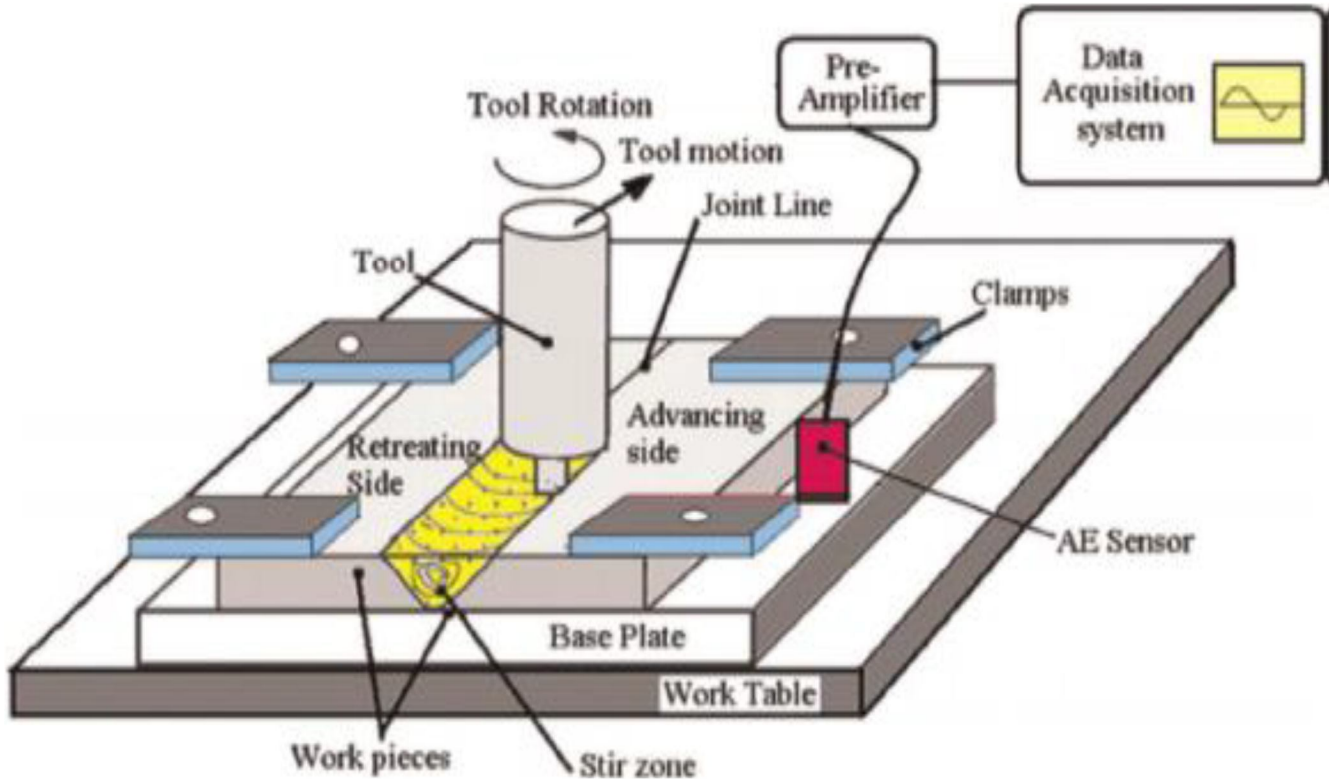 Pre-
Amplifier
Data
Acquisition
system
Tool Rotation
Tool motion
Joint Line
Tool
Clamps
Retreating
Side
Advancing
side
AE Sensor
Base Plate
Work Table
Work pieces
Stir zone